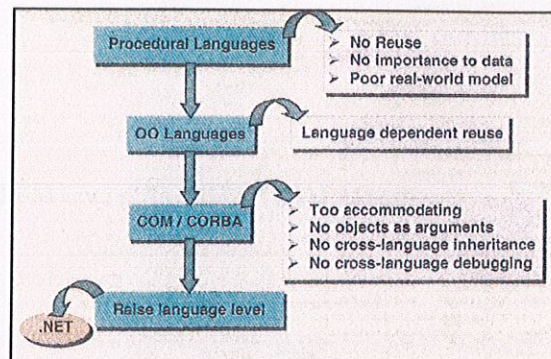 Procedural Languages
➢ No Reuse
➢ No importance to data
➢ Poor real-world model
OO Languages
Language dependent reuse
COM / CORBA
➢ Too accommodating
➢ No objects as arguments
➢ No cross-language inheritance
➢ No cross-language debugging
Raise language level
.NET